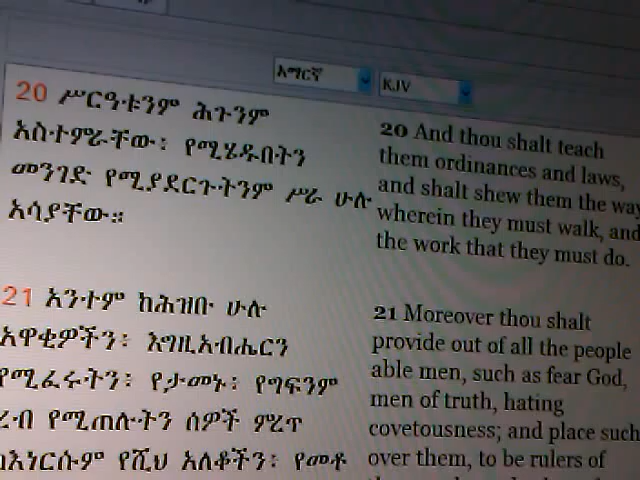 አማርኛ
KJV
20 ሥርዓቱንም ሕጉንም
አስተምራቸው፤ የሚሄዱበትን
መንገድ የሚያደርጉትንም ሥራ ሁሉ
አሳያቸው።
21 አንተም ከሕዝቡ ሁሉ
አዋቂዎችን፥ እግዚአብሔርን
የሚፈሩትን፥ የታመኑ፥ የግፍንም
ረብ የሚጠሉትን ሰዎች ምረጥ
አለቆችን፥ የመቶ
20 And thou shalt teach
them ordinances and laws,
and shalt shew them the way
wherein they must walk, and
the work that they must do.
21 Moreover thou shalt
provide out of all the people
able men, such as fear God,
men of truth, hating
covetousness; and place such
over them, to be rulers of